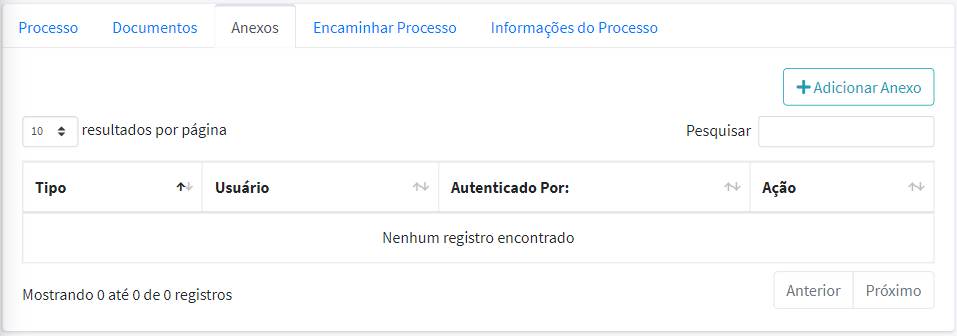 Processo Documentos Anexos Encaminhar Processo Informações do Processo
Adicionar Anexo
10 resultados por página Pesquisar
Tipo Usuário Autenticado Por: Ação
Nenhum registro encontrado
Mostrando 0 até 0 de 0 registros Anterior Próximo